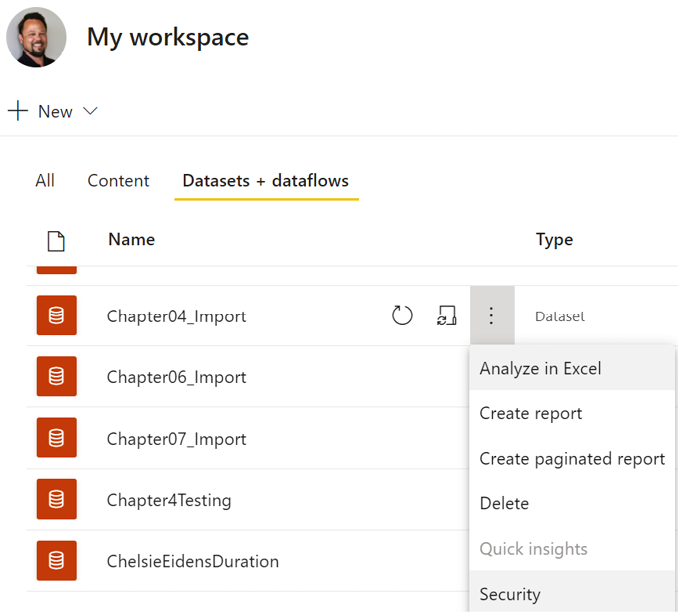 My workspace
New
All Content Datasets + dataflows
Name Type
Chapter04_Import Dataset
Analyze in Excel
Chapter06_Import
Create report
Chapter07_Import
Create paginated report
Chapter4Testing
Delete
Quick insights
ChelsieEidensDuration
Security